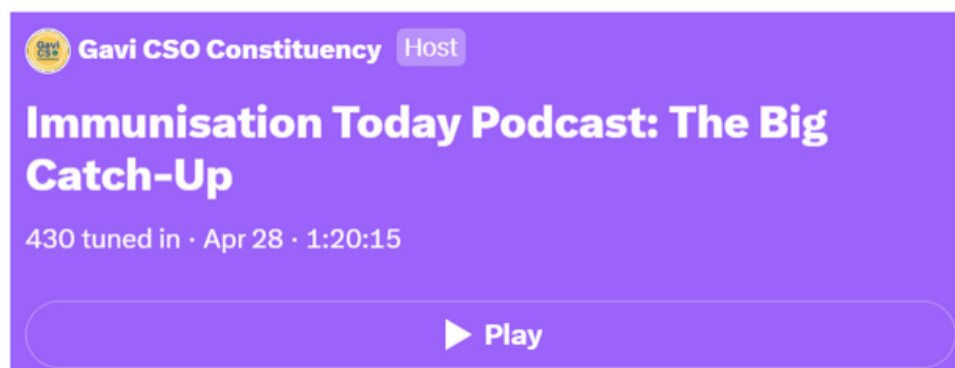 Gavi CSO Constituency Host
Immunisation Today Podcast: The Big
Catch-Up
430 tuned in · Apr 28 · 1:20:15
Play